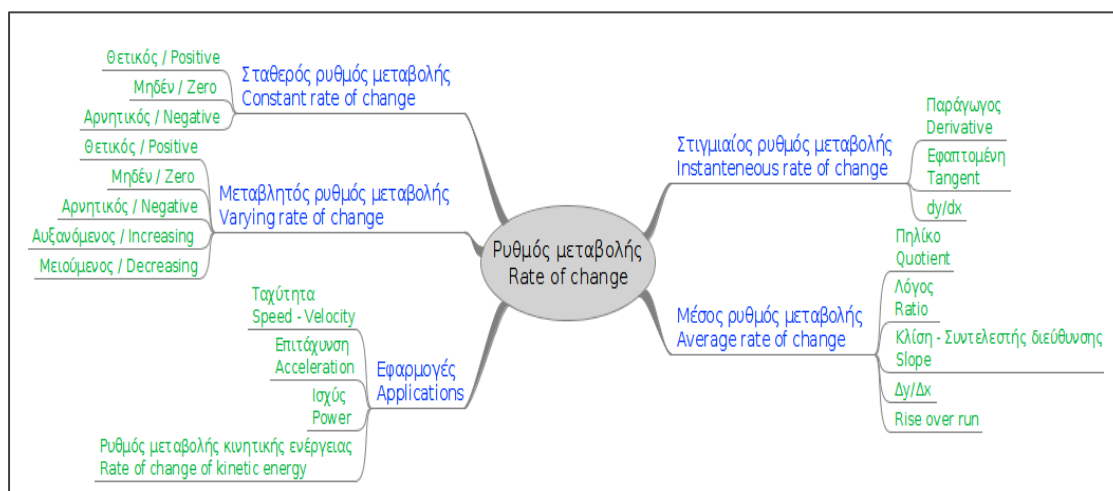 Ρυθμός μεταβολής
Rate of change
Σταθερός ρυθμός μεταβολής
Constant rate of change
Θετικός / Positive
Μηδέν / Zero
Αρνητικός / Negative
Μεταβλητός ρυθμός μεταβολής
Varying rate of change
Θετικός / Positive
Μηδέν / Zero
Αρνητικός / Negative
Αυξανόμενος / Increasing
Μειούμενος / Decreasing
Εφαρμογές
Applications
Ταχύτητα
Speed - Velocity
Επιτάχυνση
Acceleration
Ισχύς
Power
Ρυθμός μεταβολής κινητικής ενέργειας
Rate of change of kinetic energy
Στιγμιαίος ρυθμός μεταβολής
Instanteneous rate of change
Παράγωγος
Derivative
Εφαπτομένη
Tangent
dy/dx
Μέσος ρυθμός μεταβολής
Average rate of change
Πηλίκο
Quotient
Λόγος
Ratio
Κλίση - Συντελεστής διεύθυνσης
Slope
Δy/Δx
Rise over run